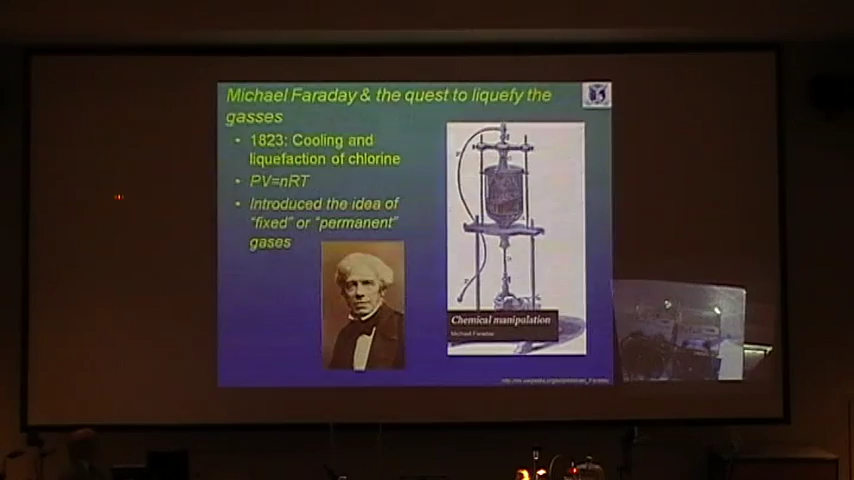 Michael Faraday & the quest to liquefy the
gasses
• 1823: Cooling and
liquefaction of chlorine
• PV=nRT
• Introduced the idea of
"fixed" or "permanent"
gases
Chemical manipulation
Michael Faraday